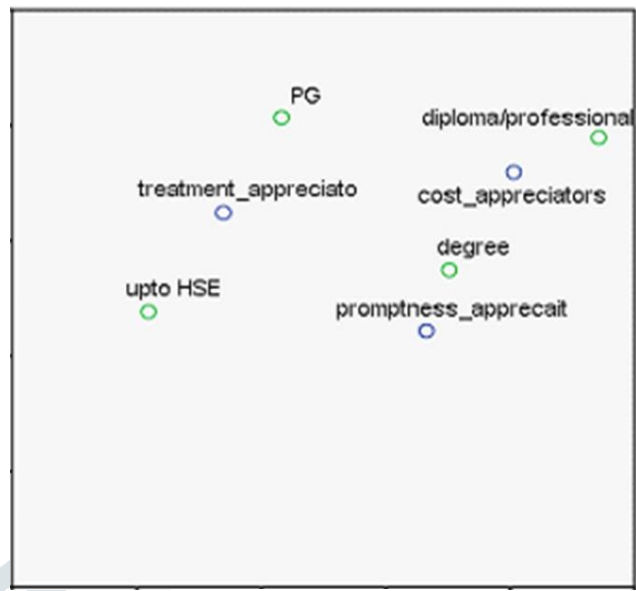 PG
diploma/professional
treatment_appreciato
cost_appreciators
degree
upto HSE
promptness_apprecait